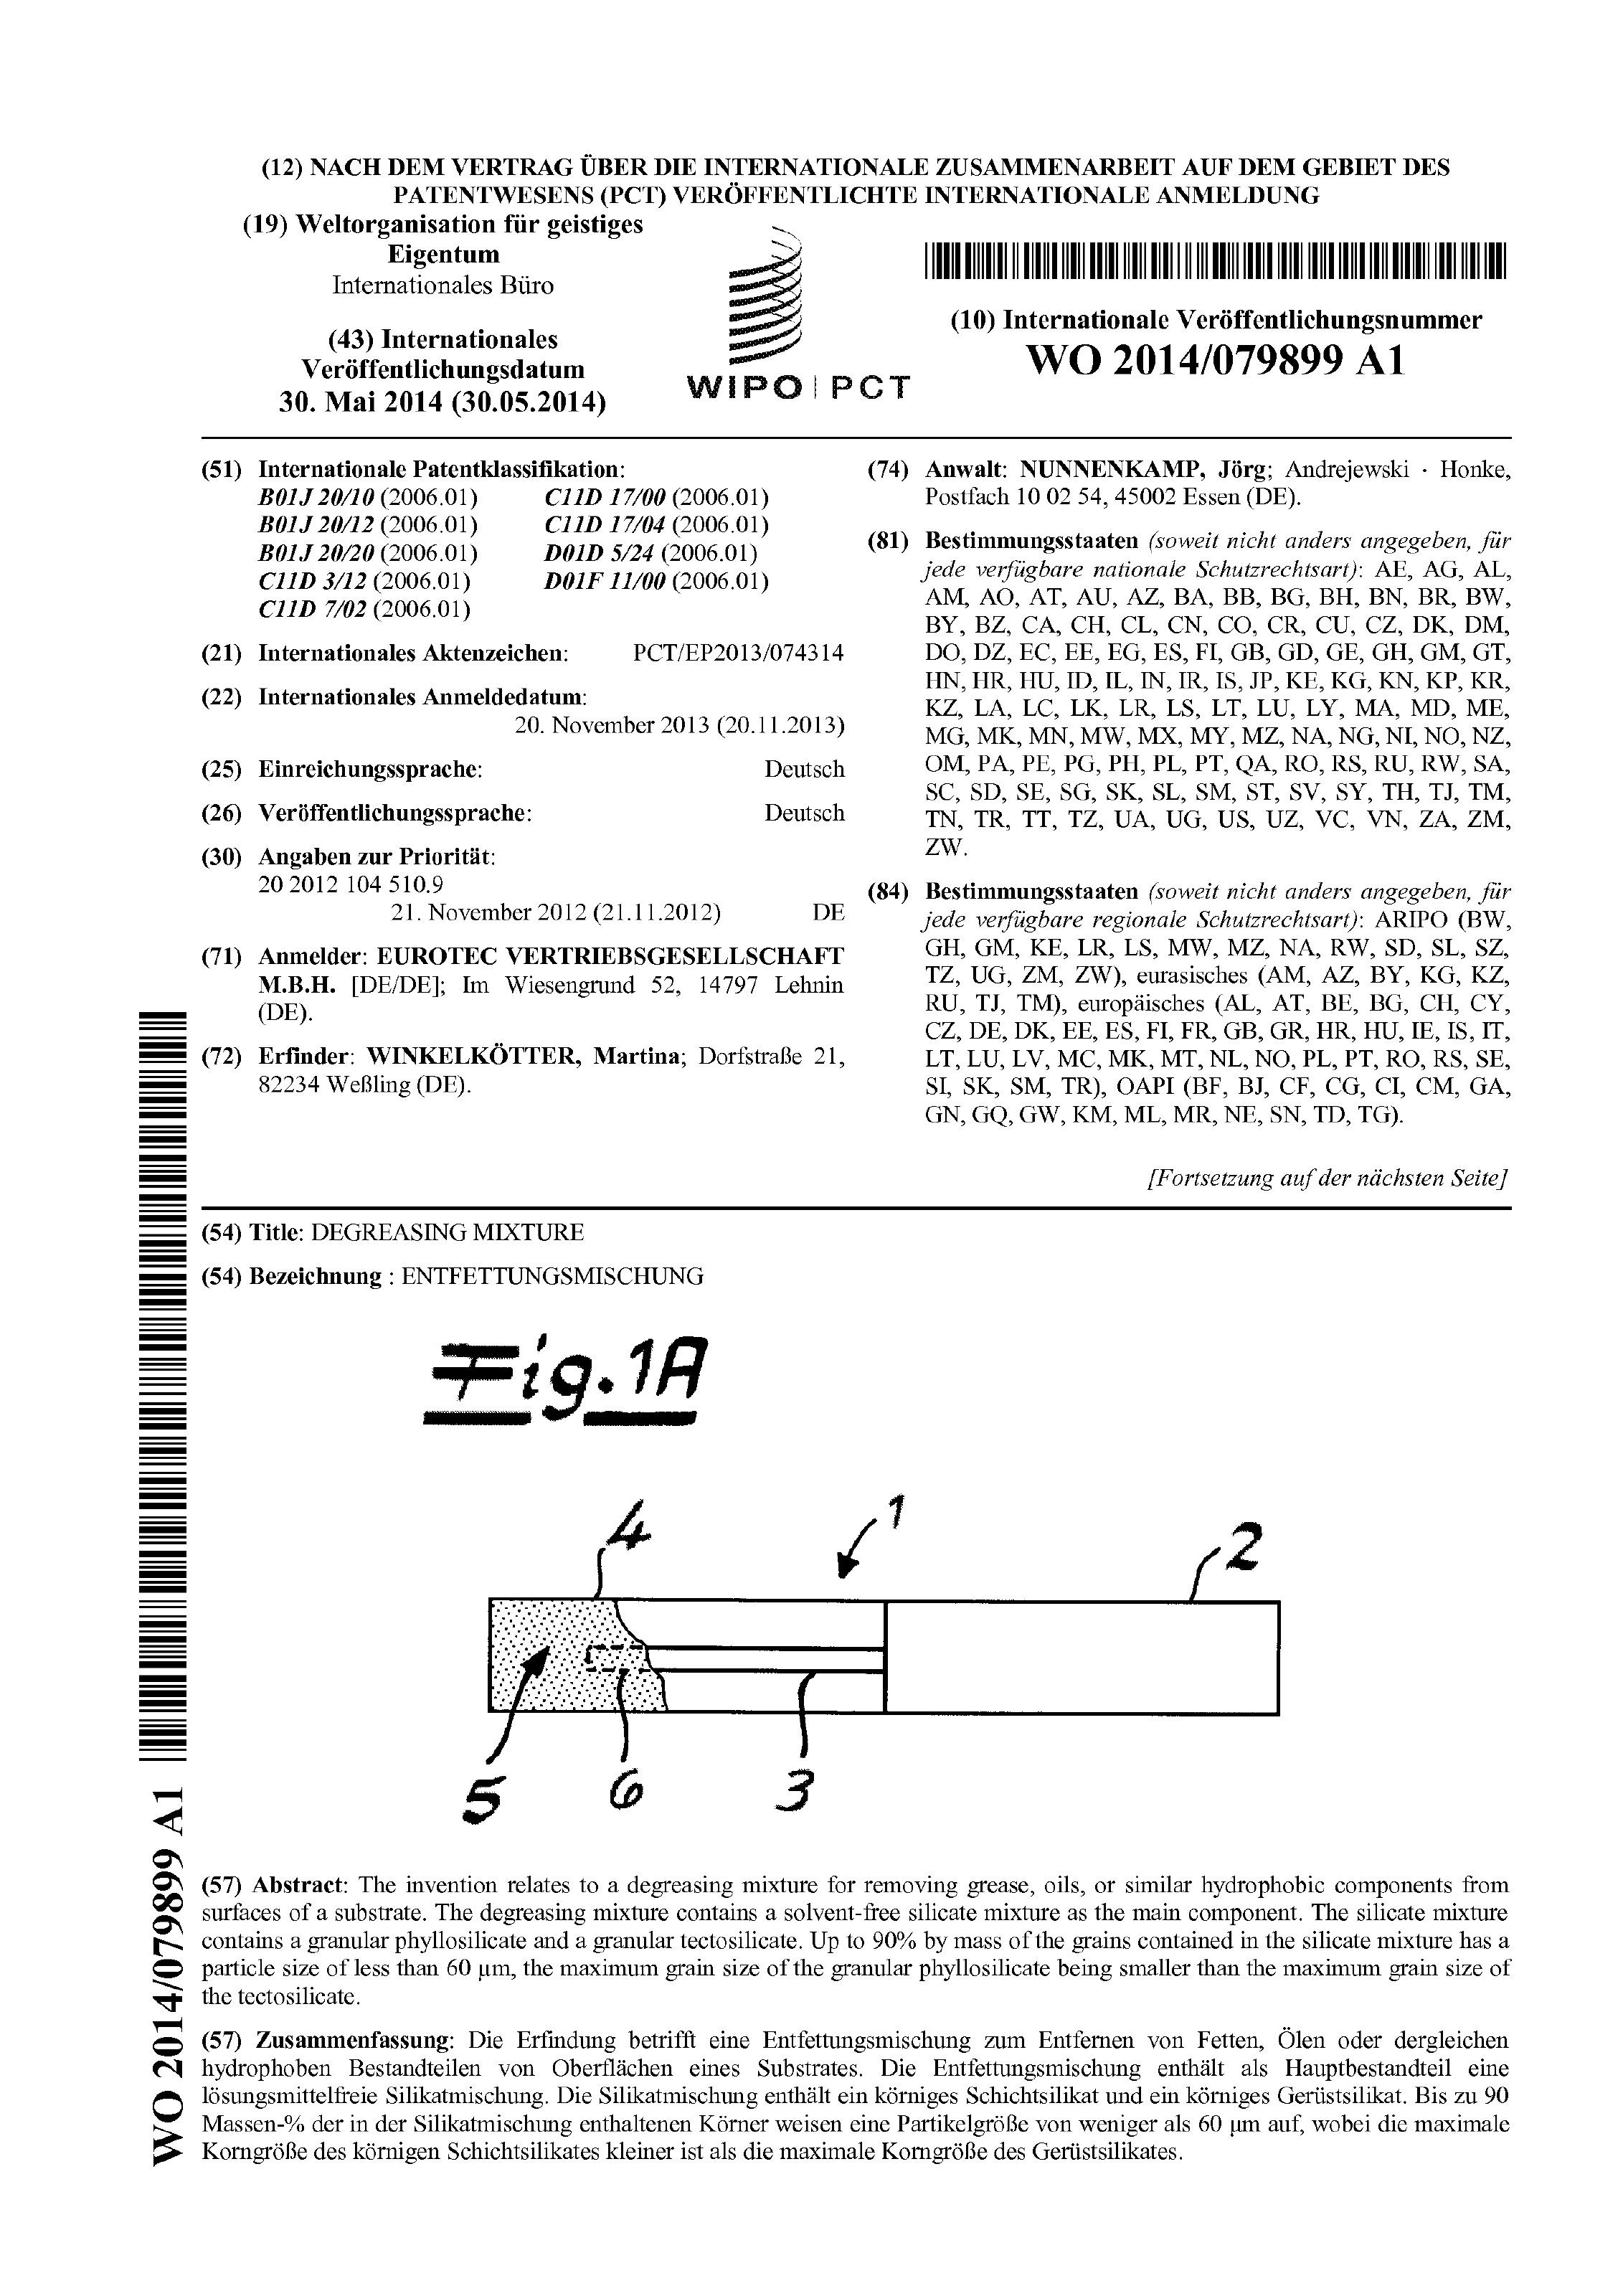 (12) NACH DEM VERTRAG ÜBER DIE INTERNATIONALE ZUSAMMENARBEIT AUF DEM GEBIET DES
PATENTWESENS (PCT) VERÖFFENTLICHTE INTERNATIONALE ANMELDUNG
(19) Weltorganisation für geistiges
Eigentum
Internationales Büro
(43) Internationales
Veröffentlichungsdatum
30. Mai 2014 (30.05.2014)
WIPO | PCT
(10) Internationale Veröffentlichungsnummer
WO 2014/079899 A1
(51) Internationale Patentklassifikation:
B01J 20/10 (2006.01) C11D 17/00 (2006.01)
B01J 20/12 (2006.01) C11D 17/04 (2006.01)
B01J 20/20 (2006.01) D01D 5/24 (2006.01)
C11D 3/12 (2006.01) D01F 11/00 (2006.01)
C11D 7/02 (2006.01)
(21) Internationales Aktenzeichen: PCT/EP2013/074314
(22) Internationales Anmeldedatum:
20. November 2013 (20.11.2013)
(25) Einreichungssprache: Deutsch
(26) Veröffentlichungssprache: Deutsch
(30) Angaben zur Priorität:
20 2012 104 510.9
21. November 2012 (21.11.2012) DE
(71) Anmelder: EUROTEC VERTRIEBSGESELLSCHAFT
M.B.H. [DE/DE]; Im Wiesengrund 52, 14797 Lehnin
(DE).
(72) Erfinder: WINKELKÖTTER, Martina; Dorfstraße 21,
82234 Weßling (DE).
(74) Anwalt: NUNNENKAMP, Jörg; Andrejewski · Honke,
Postfach 10 02 54, 45002 Essen (DE).
(81) Bestimmungsstaaten (soweit nicht anders angegeben, für
jede verfügbare nationale Schutzrechtsart): AE, AG, AL,
AM, AO, AT, AU, AZ, BA, BB, BG, BH, BN, BR, BW,
BY, BZ, CA, CH, CL, CN, CO, CR, CU, CZ, DK, DM,
DO, DZ, EC, EE, EG, ES, FI, GB, GD, GE, GH, GM, GT,
HN, HR, HU, ID, IL, IN, IR, IS, JP, KE, KG, KN, KP, KR,
KZ, LA, LC, LK, LR, LS, LT, LU, LY, MA, MD, ME,
MG, MK, MN, MW, MX, MY, MZ, NA, NG, NI, NO, NZ,
OM, PA, PE, PG, PH, PL, PT, QA, RO, RS, RU, RW, SA,
SC, SD, SE, SG, SK, SL, SM, ST, SV, SY, TH, TJ, TM,
TN, TR, TT, TZ, UA, UG, US, UZ, VC, VN, ZA, ZM,
ZW.
(84) Bestimmungsstaaten (soweit nicht anders angegeben, für
jede verfügbare regionale Schutzrechtsart): ARIPO (BW,
GH, GM, KE, LR, LS, MW, MZ, NA, RW, SD, SL, SZ,
TZ, UG, ZM, ZW), eurasisches (AM, AZ, BY, KG, KZ,
RU, TJ, TM), europäisches (AL, AT, BE, BG, CH, CY,
CZ, DE, DK, EE, ES, FI, FR, GB, GR, HR, HU, IE, IS, IT,
LT, LU, LV, MC, MK, MT, NL, NO, PL, PT, RO, RS, SE,
SI, SK, SM, TR), OAPI (BF, BJ, CF, CG, CI, CM, GA,
GN, GQ, GW, KM, ML, MR, NE, SN, TD, TG).
[Fortsetzung auf der nächsten Seite]
(54) Title: DEGREASING MIXTURE
(54) Bezeichnung : ENTFETTUNGSMISCHUNG
Fig. 1A
4
1
2
5
6
3
(57) Abstract: The invention relates to a degreasing mixture for removing grease, oils, or similar hydrophobic components from
surfaces of a substrate. The degreasing mixture contains a solvent-free silicate mixture as the main component. The silicate mixture
contains a granular phyllosilicate and a granular tectosilicate. Up to 90% by mass of the grains contained in the silicate mixture has a
particle size of less than 60 µm, the maximum grain size of the granular phyllosilicate being smaller than the maximum grain size of
the tectosilicate.
(57) Zusammenfassung: Die Erfindung betrifft eine Entfettungsmischung zum Entfernen von Fetten, Ölen oder dergleichen
hydrophoben Bestandteilen von Oberflächen eines Substrates. Die Entfettungsmischung enthält als Hauptbestandteil eine
lösungsmittelfreie Silikatmischung. Die Silikatmischung enthält ein körniges Schichtsilikat und ein körniges Gerüstsilikat. Bis zu 90
Massen-% der in der Silikatmischung enthaltenen Körner weisen eine Partikelgröße von weniger als 60 µm auf, wobei die maximale
Korngröße des körnigen Schichtsilikates kleiner ist als die maximale Korngröße des Gerüstsilikates.
WO 2014/079899 A1